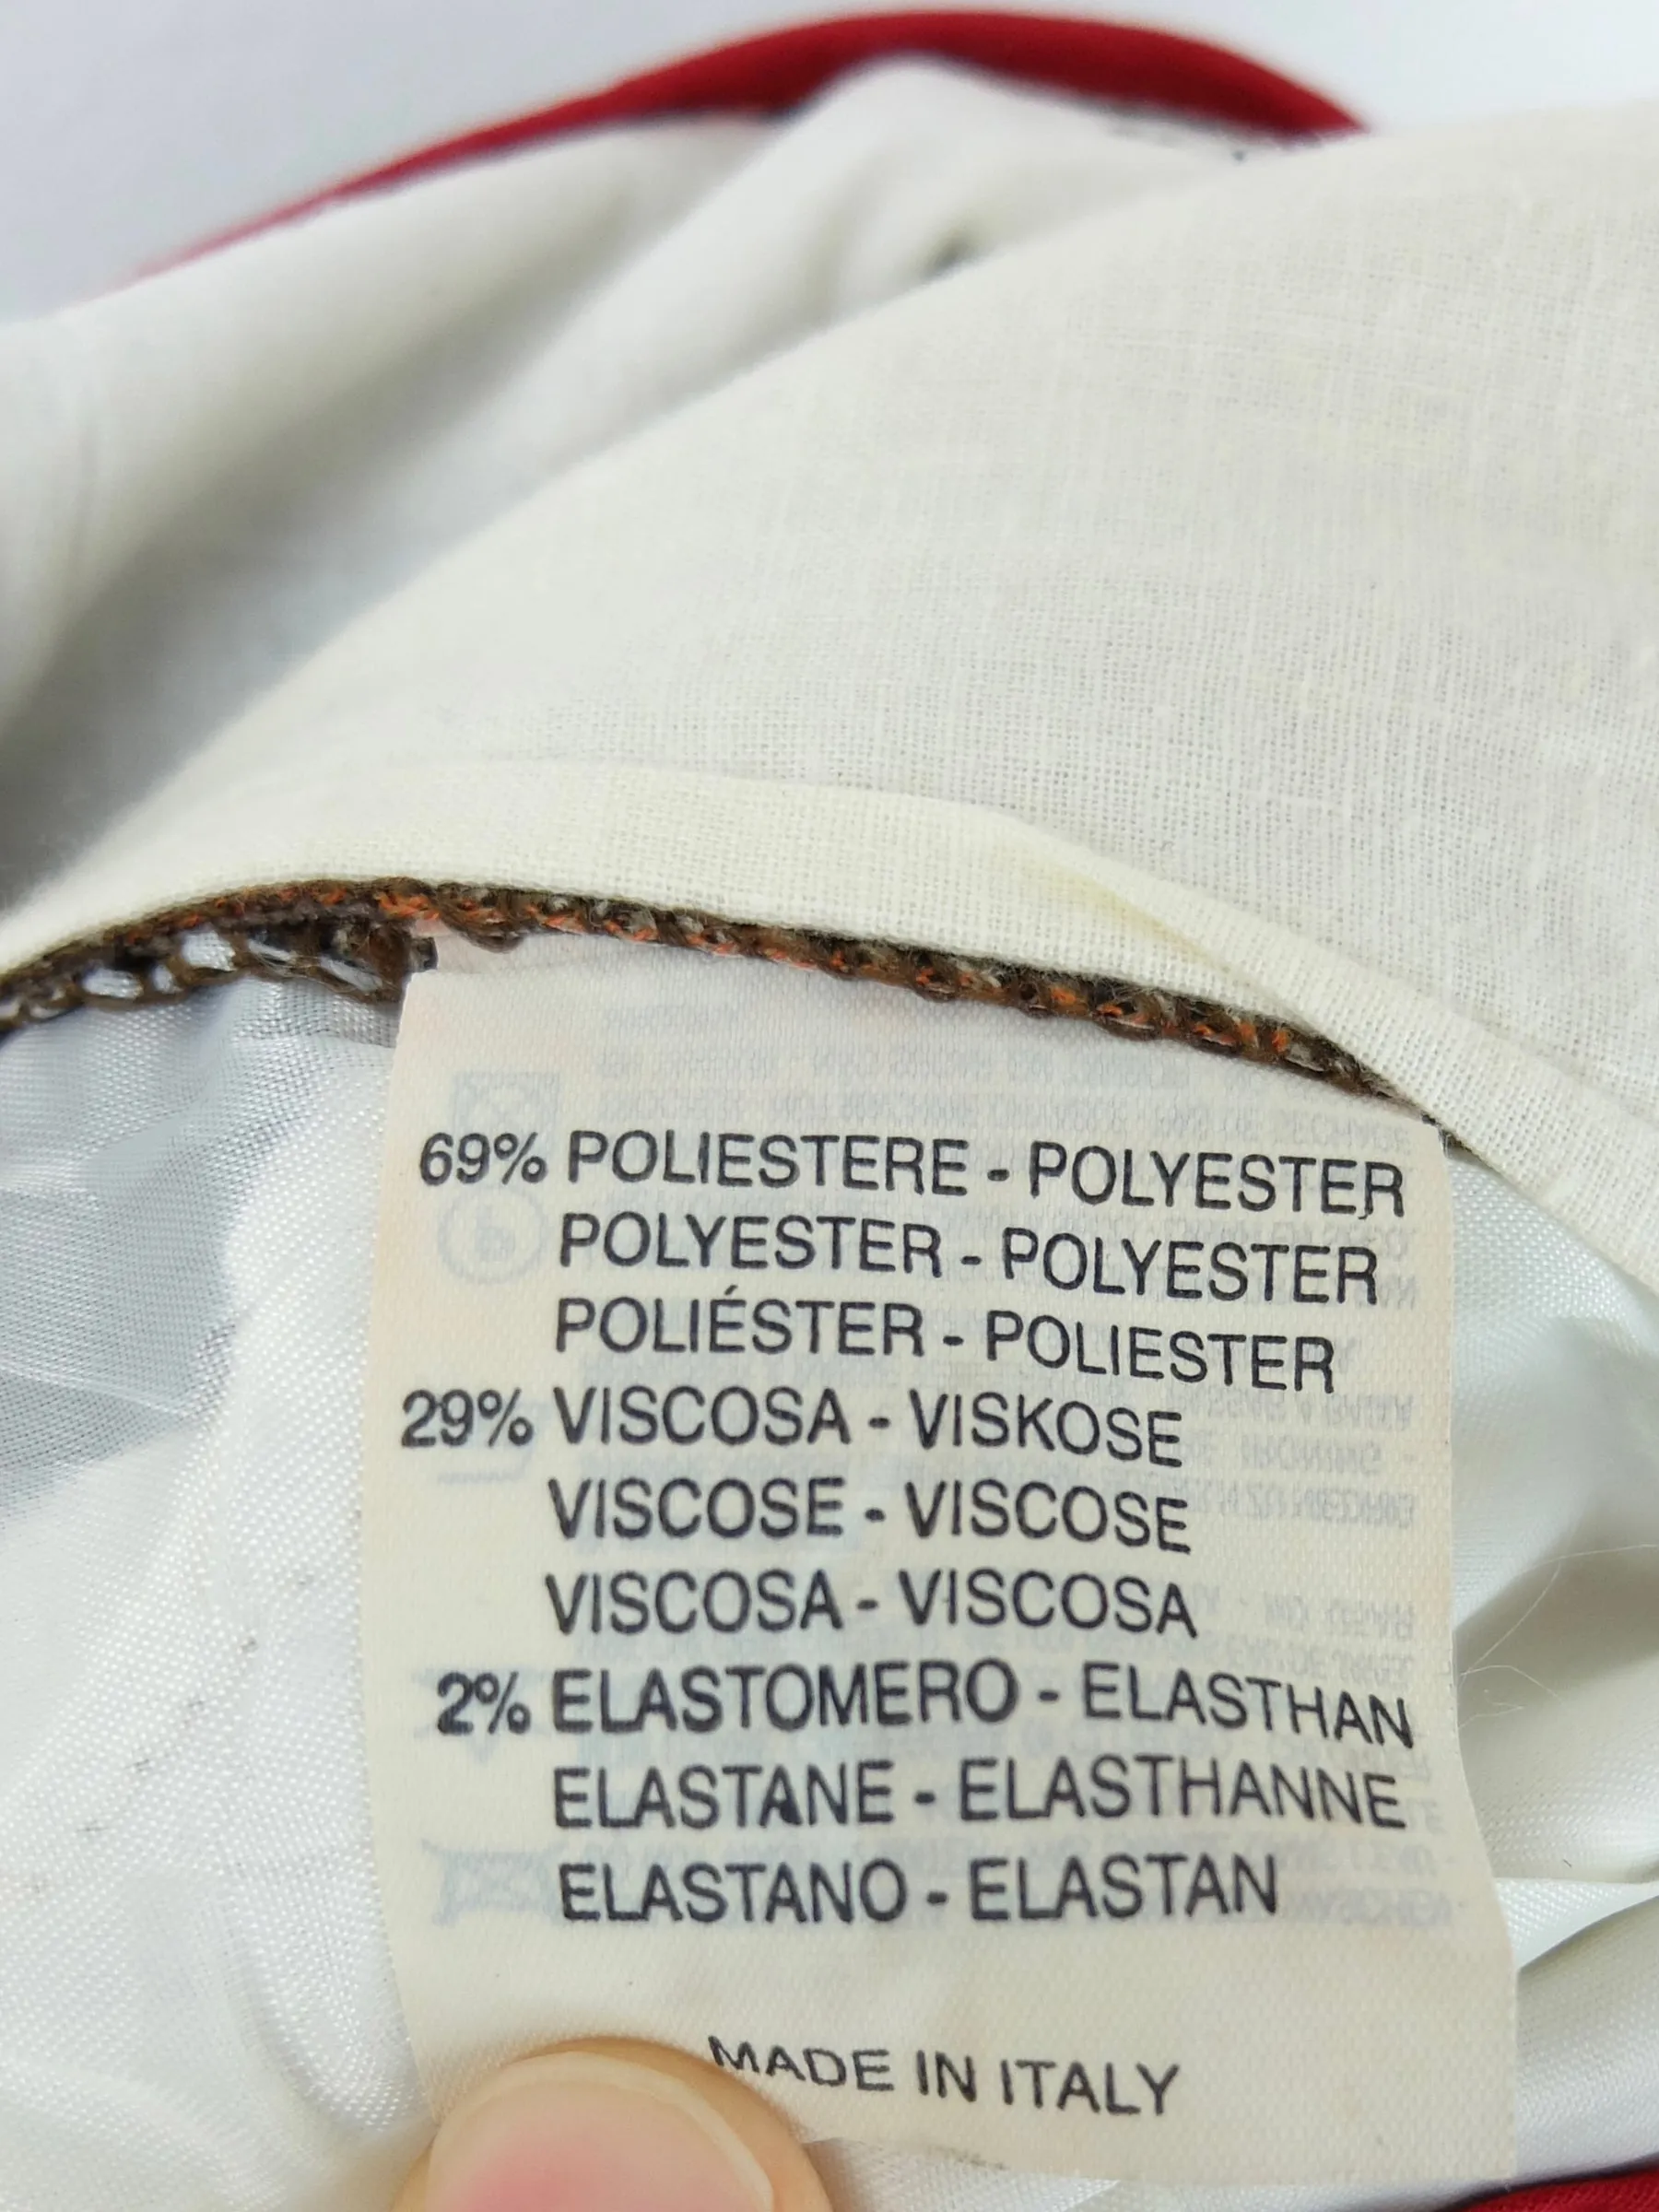 69% POLIESTERE - POLYESTER
POLYESTER - POLYESTER
POLIÉSTER - POLIESTER
29% VISCOSA - VISKOSE
VISCOSE - VISCOSE
VISCOSA - VISCOSA
2% ELASTOMERO - ELASTHAN
ELASTANE - ELASTHANNE
ELASTANO - ELASTAN
MADE IN ITALY